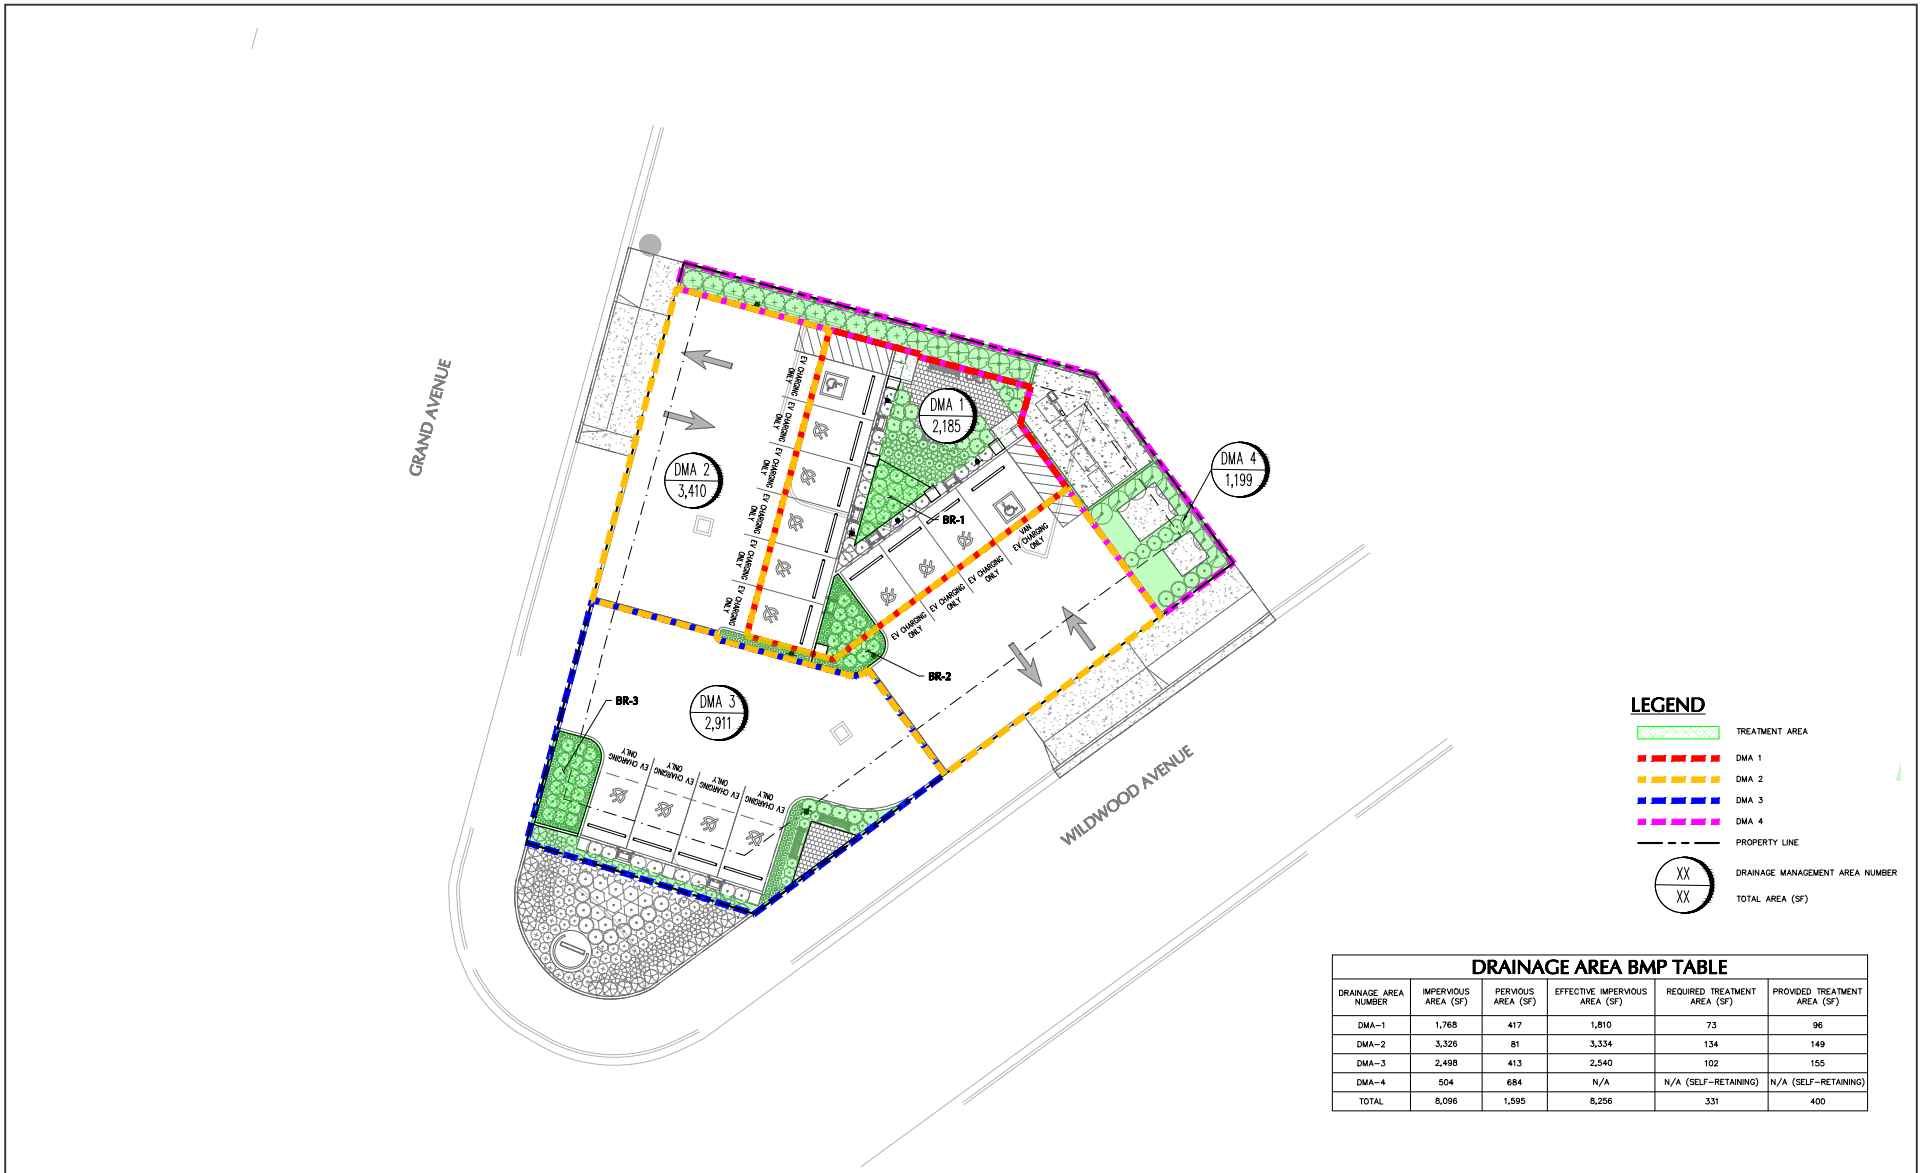 GRAND AVENUE
DMA 1
2,185
DMA 2
3,410
DMA 4
1,199
DMA 3
2,911
BR-1
BR-2
BR-3
EV CHARGING
ONLY
EV CHARGING
ONLY
EV CHARGING
ONLY
EV CHARGING
ONLY
EV CHARGING
ONLY
EV CHARGING
ONLY
VAN
EV CHARGING
ONLY
EV CHARGING
ONLY
EV CHARGING
ONLY
EV CHARGING
ONLY
EV CHARGING
ONLY
EV CHARGING
ONLY
EV CHARGING
ONLY
EV CHARGING
ONLY
WILDWOOD AVENUE
LEGEND
TREATMENT AREA
DMA 1
DMA 2
DMA 3
DMA 4
PROPERTY LINE
XX
XX
DRAINAGE MANAGEMENT AREA NUMBER
TOTAL AREA (SF)
DRAINAGE AREA BMP TABLE
DRAINAGE AREA NUMBER IMPERVIOUS AREA (SF) PERVIOUS AREA (SF) EFFECTIVE IMPERVIOUS AREA (SF) REQUIRED TREATMENT AREA (SF) PROVIDED TREATMENT AREA (SF)
DMA-1 1,768 417 1,810 73 96
DMA-2 3,326 81 3,334 134 149
DMA-3 2,498 413 2,540 102 155
DMA-4 504 684 N/A N/A (SELF-RETAINING) N/A (SELF-RETAINING)
TOTAL 8,096 1,595 8,256 331 400